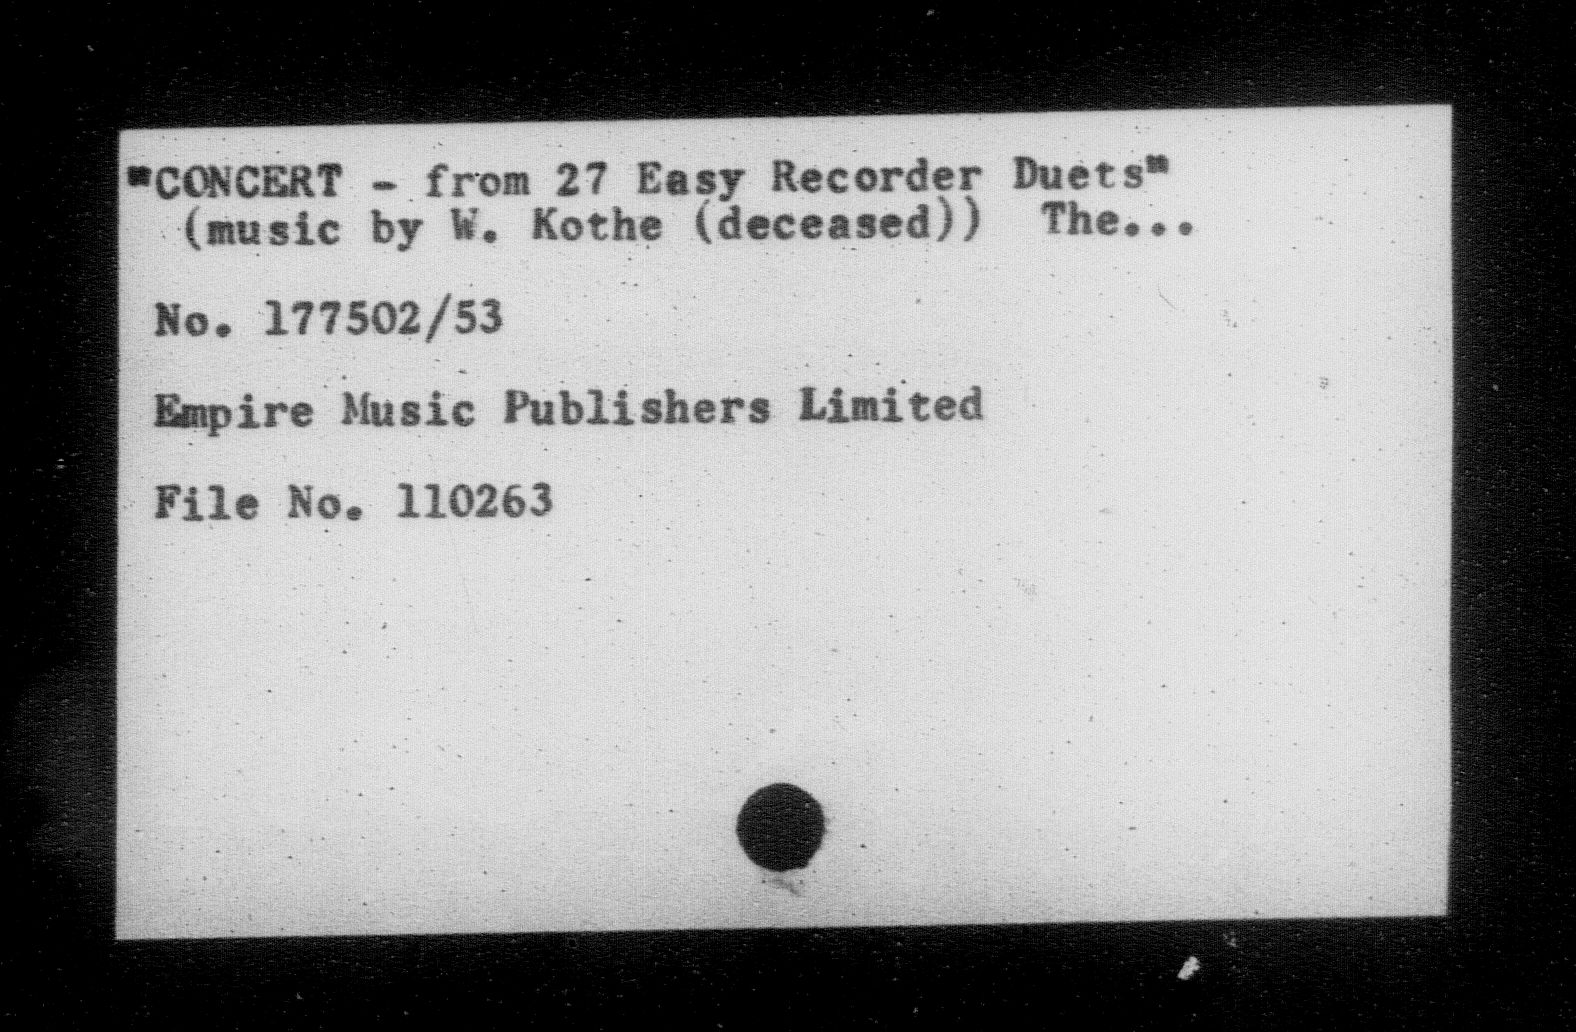 "CONCERT - from 27 Easy Recorder Duets"
(music by W. Kothe (deceased)) The...
No. 177502/53
Empire Music Publishers Limited
File No. 110263